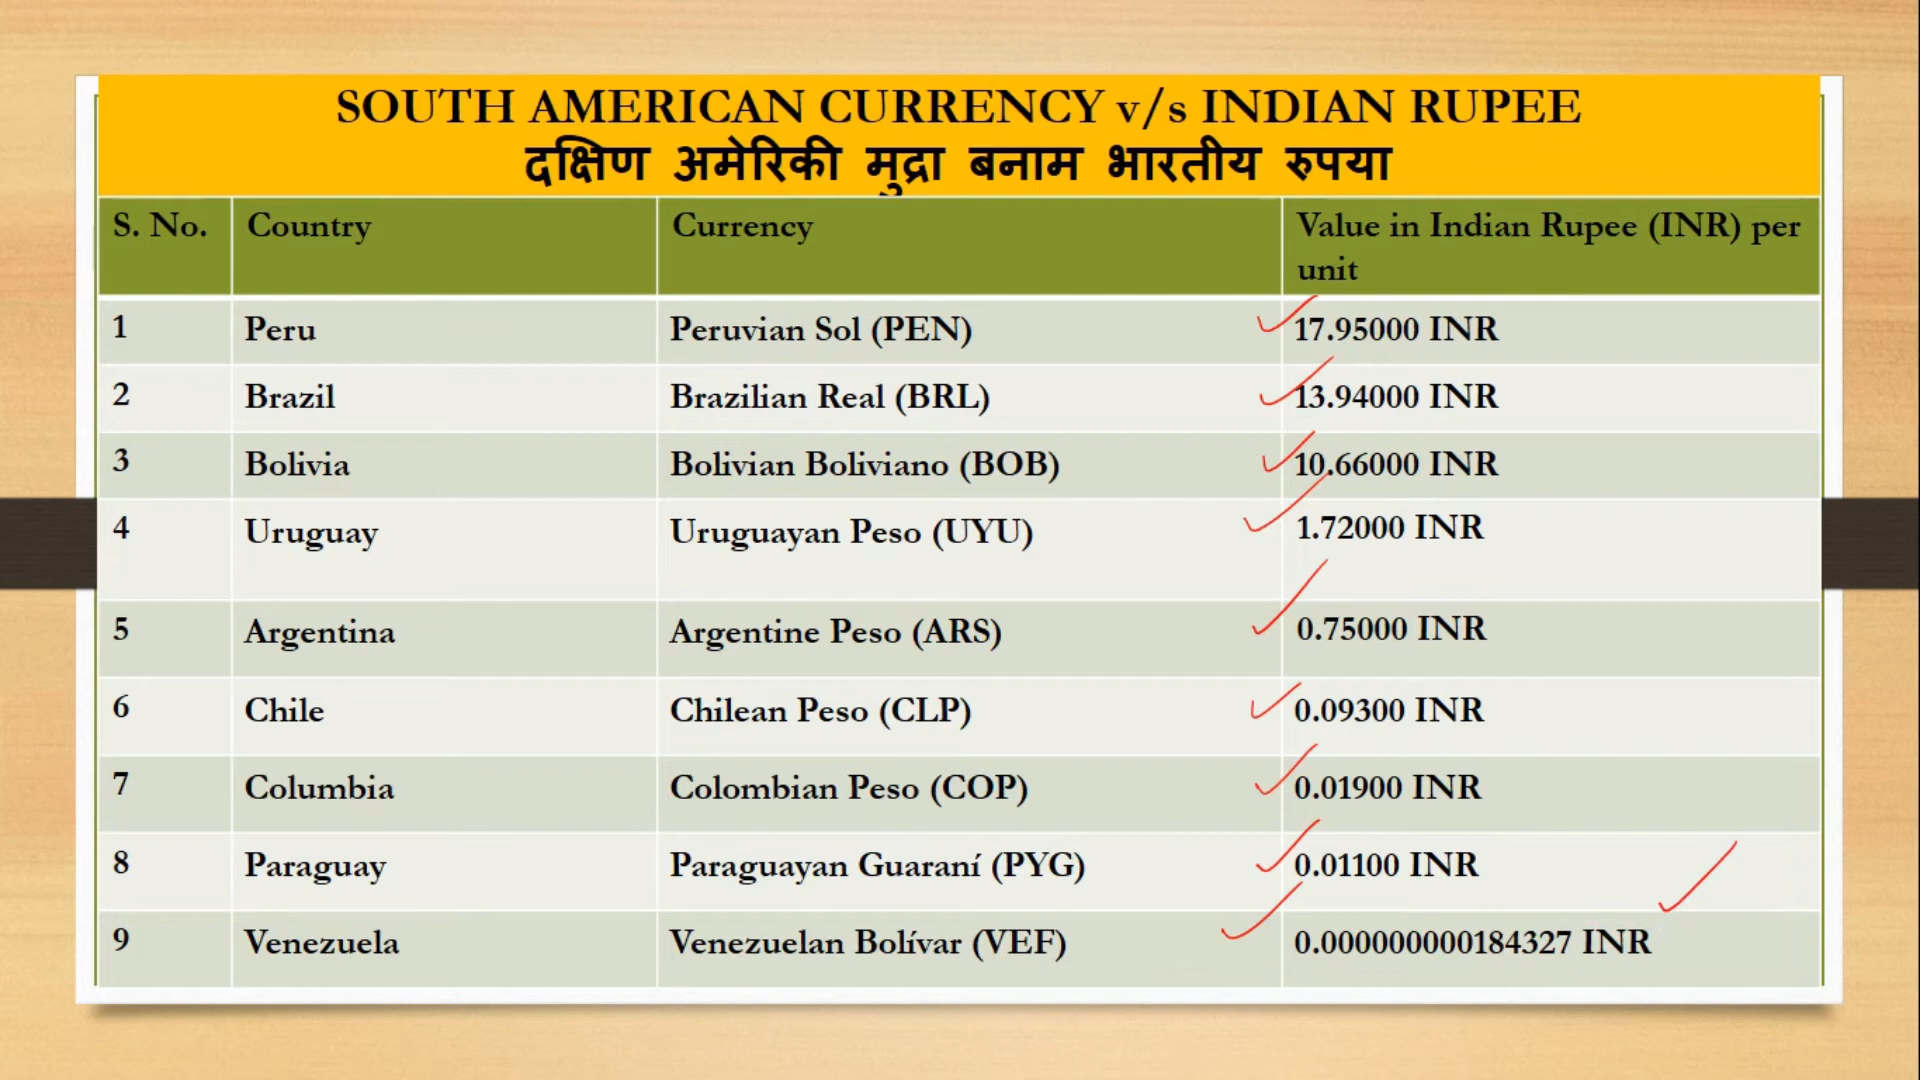 SOUTH AMERICAN CURRENCY v/s INDIAN RUPEE
दक्षिण अमेरिकी मुद्रा बनाम भारतीय रुपया
S. No. Country Currency Value in Indian Rupee (INR) per unit
1 Peru Peruvian Sol (PEN) 17.95000 INR
2 Brazil Brazilian Real (BRL) 13.94000 INR
3 Bolivia Bolivian Boliviano (BOB) 10.66000 INR
4 Uruguay Uruguayan Peso (UYU) 1.72000 INR
5 Argentina Argentine Peso (ARS) 0.75000 INR
6 Chile Chilean Peso (CLP) 0.09300 INR
7 Columbia Colombian Peso (COP) 0.01900 INR
8 Paraguay Paraguayan Guaraní (PYG) 0.01100 INR
9 Venezuela Venezuelan Bolívar (VEF) 0.000000000184327 INR